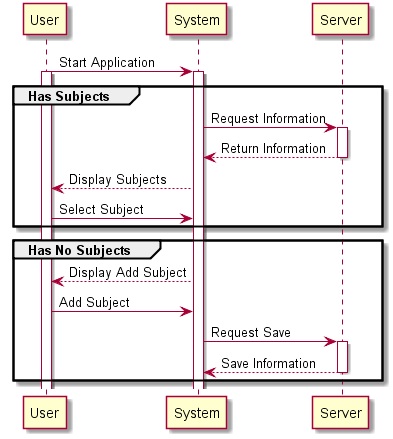 User System Server
Start Application
Has Subjects
Request Information
Return Information
Display Subjects
Select Subject
Has No Subjects
Display Add Subject
Add Subject
Request Save
Save Information
User System Server